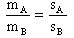 m_A / m_B = s_A / s_B